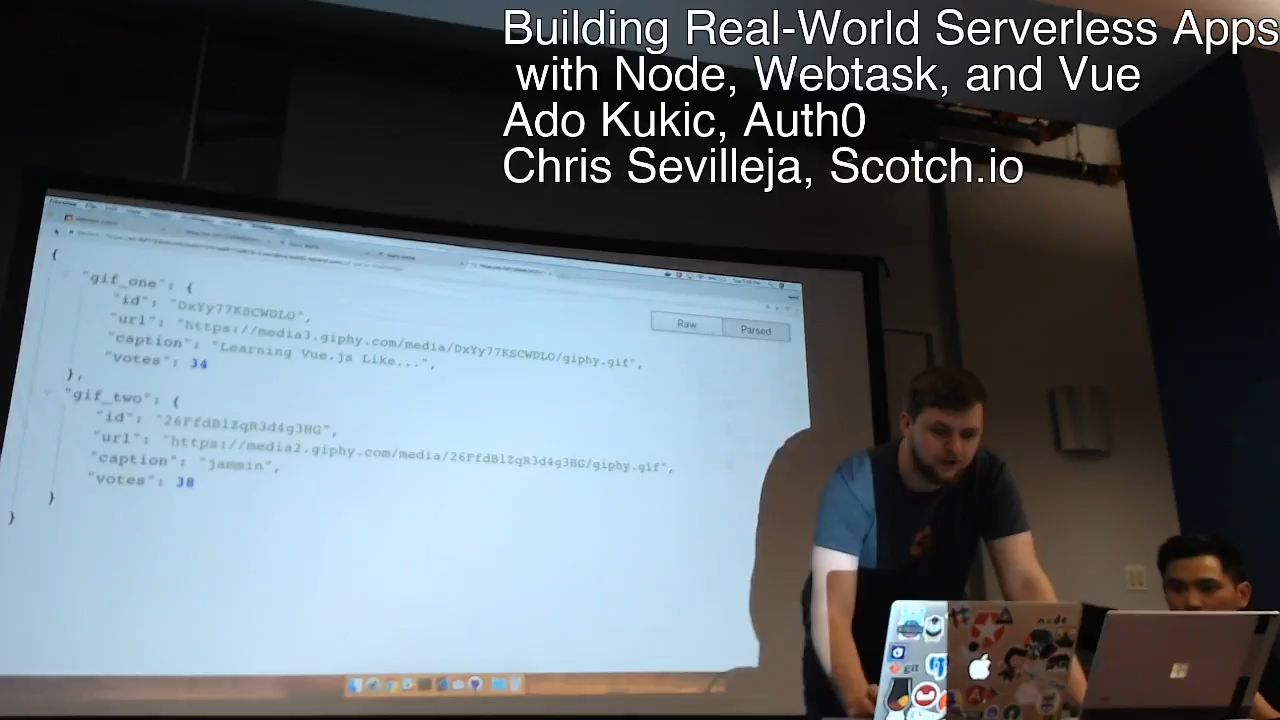 Building Real-World Serverless Apps
with Node, Webtask, and Vue
Ado Kukic, Auth0
Chris Sevilleja, Scotch.io
{
"gif_one": {
"id": "DxYy77KSCWDLO",
"url": "https://media3.giphy.com/media/DxYy77KSCWDLO/giphy.gif",
"caption": "Learning Vue.js Like...",
"votes": 34
},
"gif_two": {
"id": "26FfdBlZqR3d4g3HG",
"url": "https://media2.giphy.com/media/26FfdBlZqR3d4g3HG/giphy.gif",
"caption": "jammin",
"votes": 38
}
}
Raw
Parsed
node
git